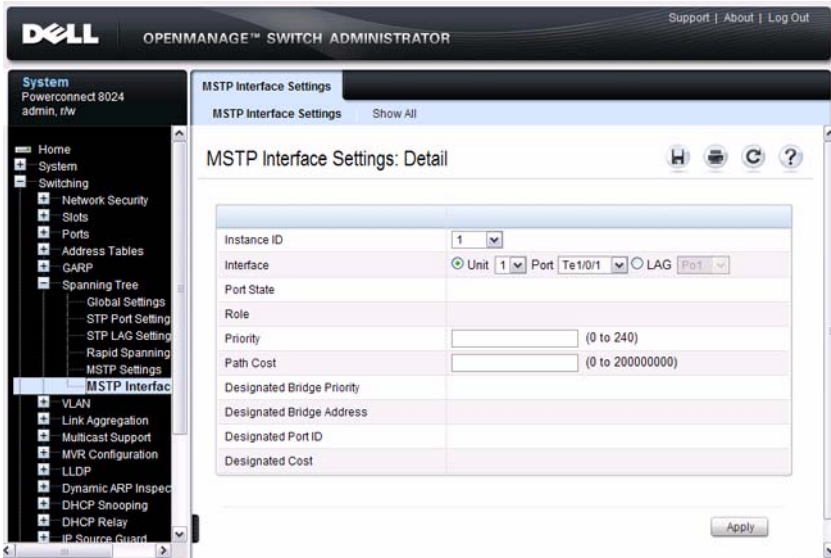 Support | About | Log Out
DELL OPENMANAGE™ SWITCH ADMINISTRATOR
System
Powerconnect 8024
admin, r/w
Home
System
Switching
Network Security
Slots
Ports
Address Tables
GARP
Spanning Tree
Global Settings
STP Port Setting
STP LAG Setting
Rapid Spanning
MSTP Settings
MSTP Interfac
VLAN
Link Aggregation
Multicast Support
MVR Configuration
LLDP
Dynamic ARP Inspec
DHCP Snooping
DHCP Relay
IP Source Guard
MSTP Interface Settings
MSTP Interface Settings Show All
MSTP Interface Settings: Detail
Instance ID 1
Interface Unit 1 Port Te1/0/1 LAG Po1
Port State
Role
Priority (0 to 240)
Path Cost (0 to 200000000)
Designated Bridge Priority
Designated Bridge Address
Designated Port ID
Designated Cost
Apply